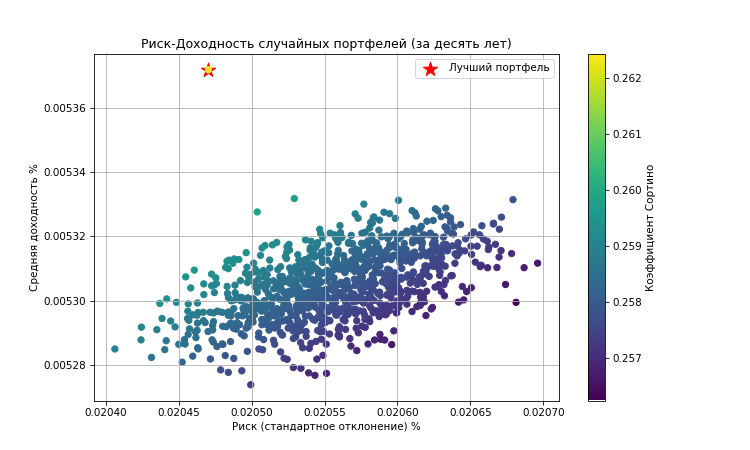 Риск-Доходность случайных портфелей (за десять лет)
Лучший портфель
0.00536
0.00534
0.00532
0.00530
0.00528
Средняя доходность %
0.02040 0.02045 0.02050 0.02055 0.02060 0.02065 0.02070
Риск (стандартное отклонение) %
0.262
0.261
0.260
0.259
0.258
0.257
Коэффициент Сортино